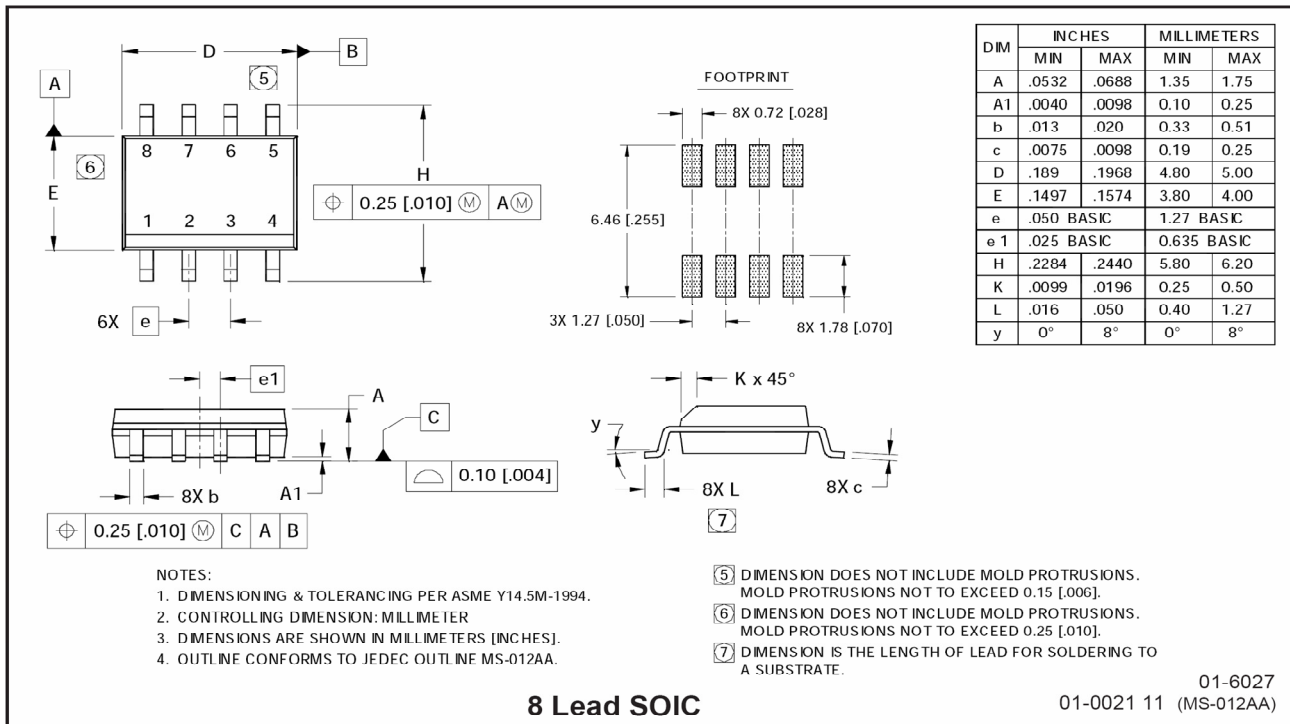 D
B
5
A
8 7 6 5
6
E
H
1 2 3 4
0.25 [.010] M A M
6X e
FOOTPRINT
8X 0.72 [.028]
6.46 [.255]
3X 1.27 [.050]
8X 1.78 [.070]
DIM INCHES MILLIMETERS
MIN MAX MIN MAX
A .0532 .0688 1.35 1.75
A1 .0040 .0098 0.10 0.25
b .013 .020 0.33 0.51
c .0075 .0098 0.19 0.25
D .189 .1968 4.80 5.00
E .1497 .1574 3.80 4.00
e .050 BASIC 1.27 BASIC
e 1 .025 BASIC 0.635 BASIC
H .2284 .2440 5.80 6.20
K .0099 .0196 0.25 0.50
L .016 .050 0.40 1.27
y 0° 8° 0° 8°
e1
A
C
0.10 [.004]
8X b
A1
0.25 [.010] M C A B
K x 45°
y
8X L
8X c
7
NOTES:
1. DIMENSIONING & TOLERANCING PER ASME Y14.5M-1994.
2. CONTROLLING DIMENSION: MILLIMETER
3. DIMENSIONS ARE SHOWN IN MILLIMETERS [INCHES].
4. OUTLINE CONFORMS TO JEDEC OUTLINE MS-012AA.
5 DIMENSION DOES NOT INCLUDE MOLD PROTRUSIONS.
MOLD PROTRUSIONS NOT TO EXCEED 0.15 [.006].
6 DIMENSION DOES NOT INCLUDE MOLD PROTRUSIONS.
MOLD PROTRUSIONS NOT TO EXCEED 0.25 [.010].
7 DIMENSION IS THE LENGTH OF LEAD FOR SOLDERING TO
A SUBSTRATE.
8 Lead SOIC
01-6027
01-0021 11 (MS-012AA)